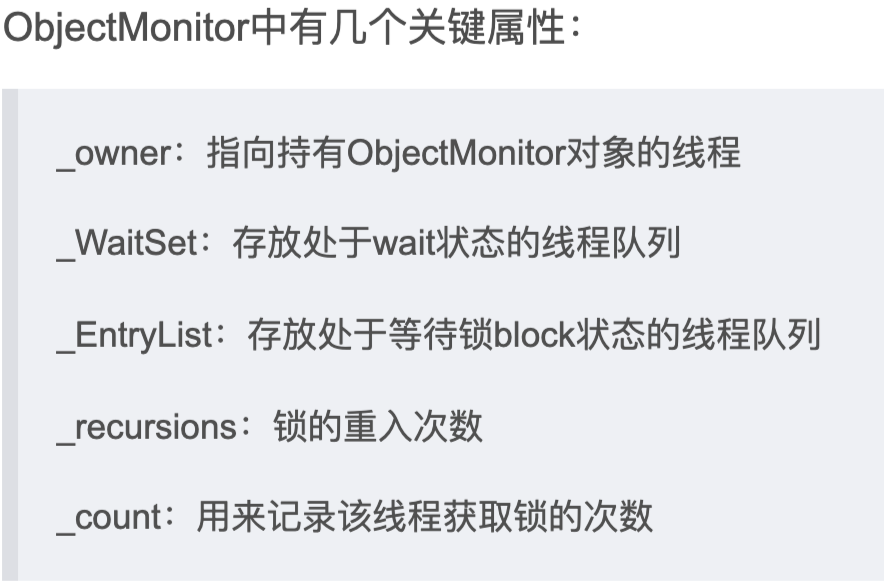 ObjectMonitor中有几个关键属性：
_owner：指向持有ObjectMonitor对象的线程
_WaitSet：存放处于wait状态的线程队列
_EntryList：存放处于等待锁block状态的线程队列
_recursions：锁的重入次数
_count：用来记录该线程获取锁的次数